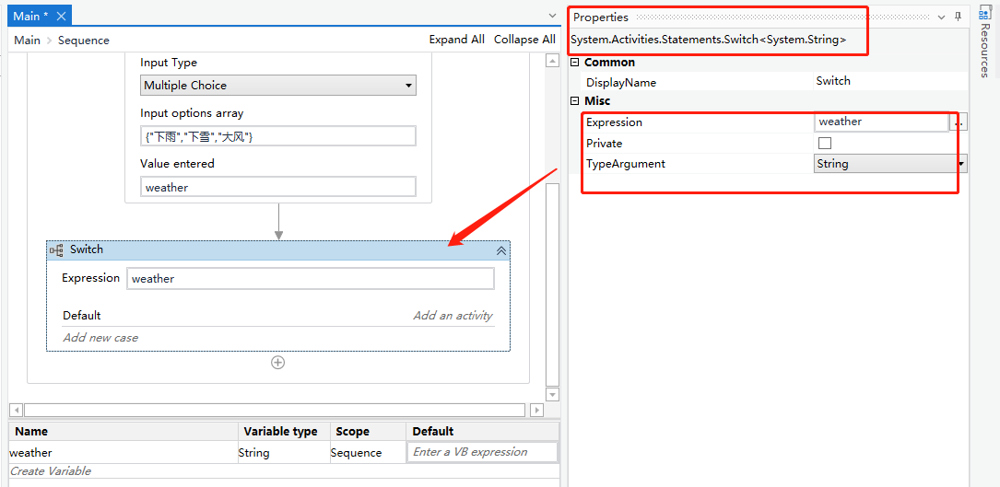 Main *
Main > Sequence
Expand All Collapse All
Input Type
Multiple Choice
Input options array
{"下雨","下雪","大风"}
Value entered
weather
Switch
Expression weather
Default Add an activity
Add new case
Name Variable type Scope Default
weather String Sequence Enter a VB expression
Create Variable
Properties
System.Activities.Statements.Switch<System.String>
Common
DisplayName Switch
Misc
Expression weather ...
Private
TypeArgument String
Resources